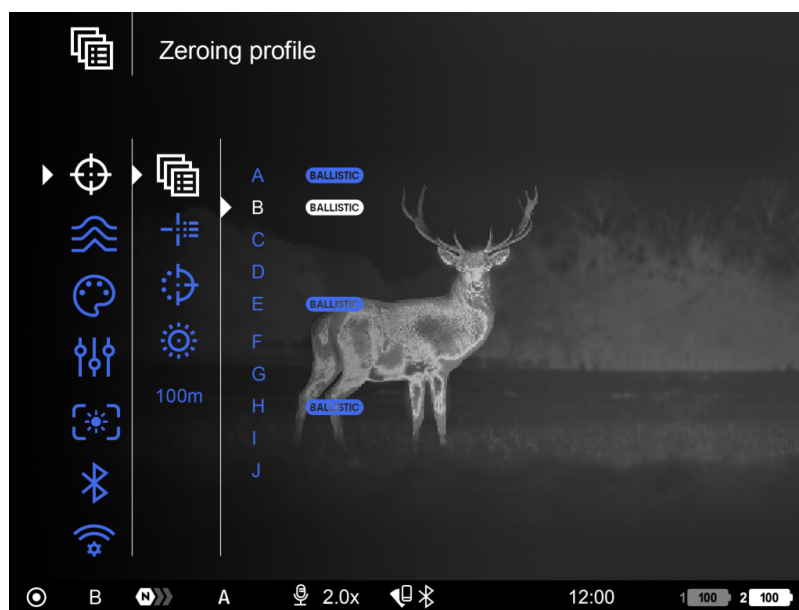 Zeroing profile
A BALLISTIC
B BALLISTIC
C
D
E BALLISTIC
F
G
100m
H BALLISTIC
I
J
B N A 2.0x 12:00 1 100 2 100